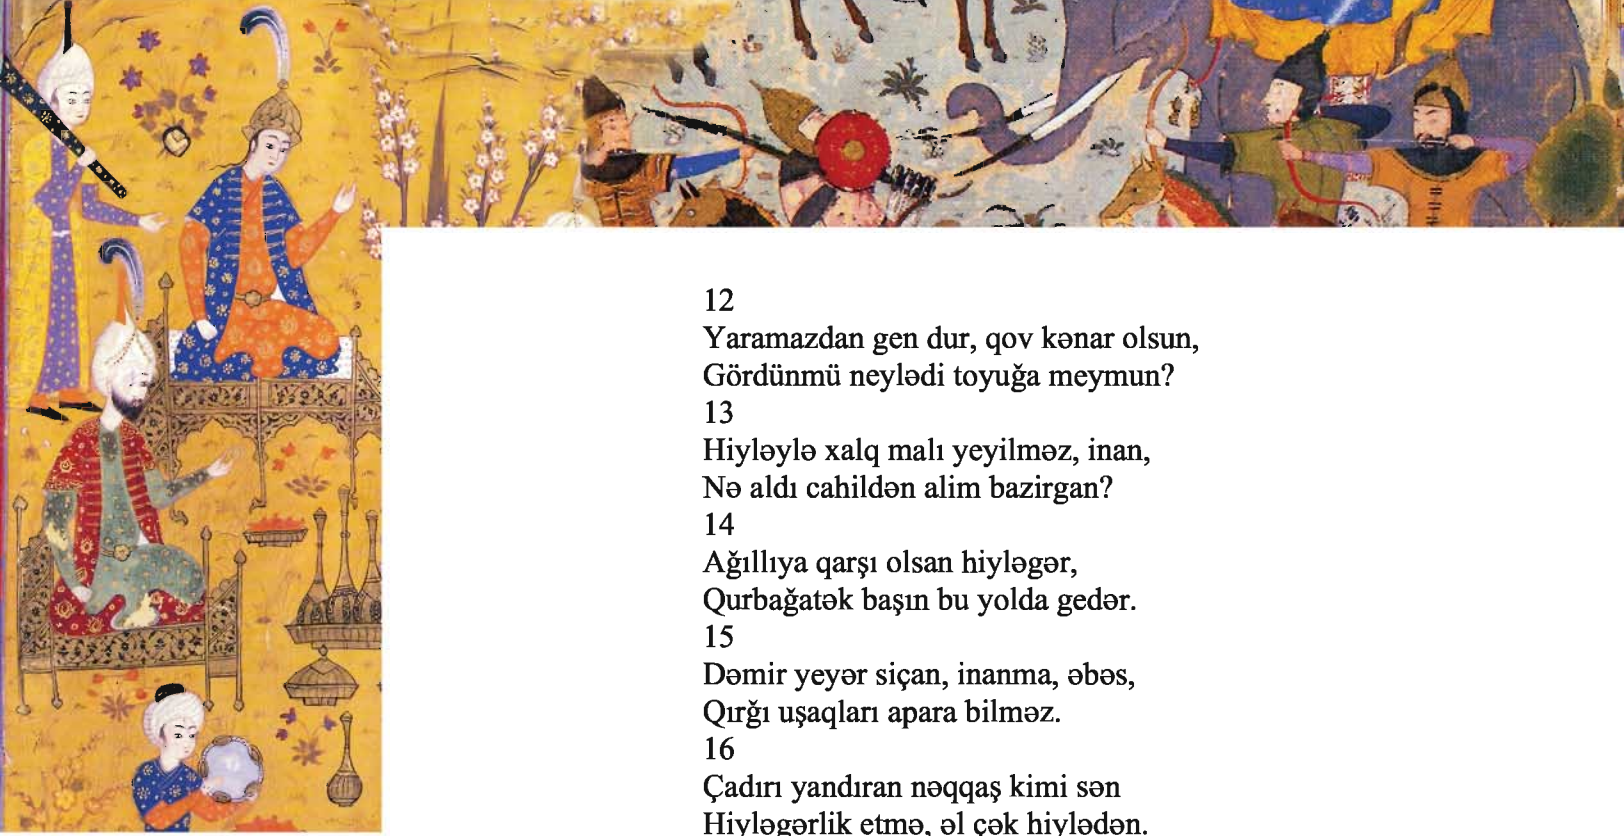 12
Yaramazdan gen dur, qov kənar olsun,
Gördünmü neylədi toyuğa meymun?
13
Hiyləylə xalq malı yeyilməz, inan,
Nə aldı cahildən alim bazirgan?
14
Ağıllıya qarşı olsan hiyləgər,
Qurbağatək başın bu yolda gedər.
15
Dəmir yeyər siçan, inanma, əbəs,
Qırğı uşaqları apara bilməz.
16
Çadırı yandıran nəqqaş kimi sən
Hiyləgərlik etmə, əl çək hiylədən.